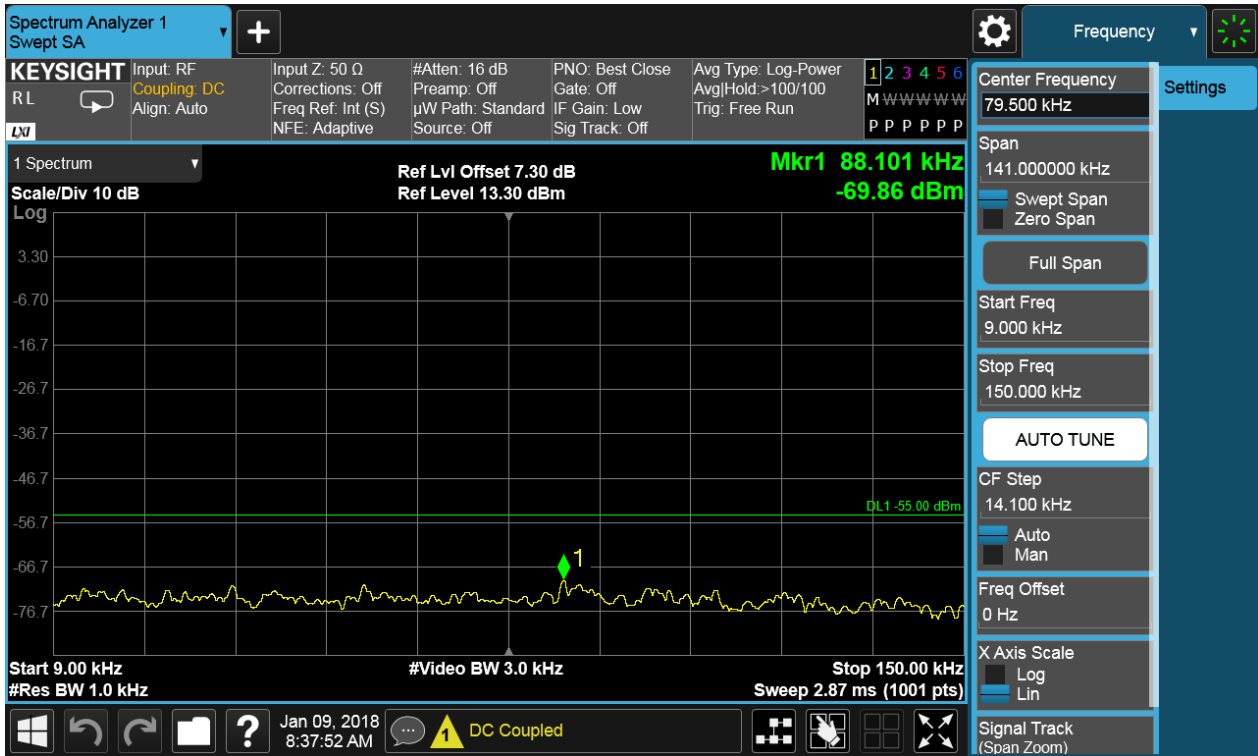 Spectrum Analyzer 1
Swept SA
+
Frequency
KEYSIGHT
RL
LXI
Input: RF
Coupling: DC
Align: Auto
Input Z: 50 Ω
Corrections: Off
Freq Ref: Int (S)
NFE: Adaptive
#Atten: 16 dB
Preamp: Off
µW Path: Standard
Source: Off
PNO: Best Close
Gate: Off
IF Gain: Low
Sig Track: Off
Avg Type: Log-Power
Avg|Hold:>100/100
Trig: Free Run
1 2 3 4 5 6
M W W W W W
P P P P P P
1 Spectrum
Scale/Div 10 dB
Log
Ref Lvl Offset 7.30 dB
Ref Level 13.30 dBm
Mkr1 88.101 kHz
-69.86 dBm
3.30
-6.70
-16.7
-26.7
-36.7
-46.7
-56.7
-66.7
-76.7
DL1 -55.00 dBm
1
Start 9.00 kHz
#Res BW 1.0 kHz
#Video BW 3.0 kHz
Stop 150.00 kHz
Sweep 2.87 ms (1001 pts)
Center Frequency
79.500 kHz
Span
141.000000 kHz
Swept Span
Zero Span
Full Span
Start Freq
9.000 kHz
Stop Freq
150.000 kHz
AUTO TUNE
CF Step
14.100 kHz
Auto
Man
Freq Offset
0 Hz
X Axis Scale
Log
Lin
Signal Track
(Span Zoom)
Settings
?
Jan 09, 2018
8:37:52 AM
1
DC Coupled